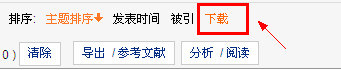 排序: 主题排序↓ 发表时间 被引 下载
0 ) 清除 导出 / 参考文献 分析 / 阅读